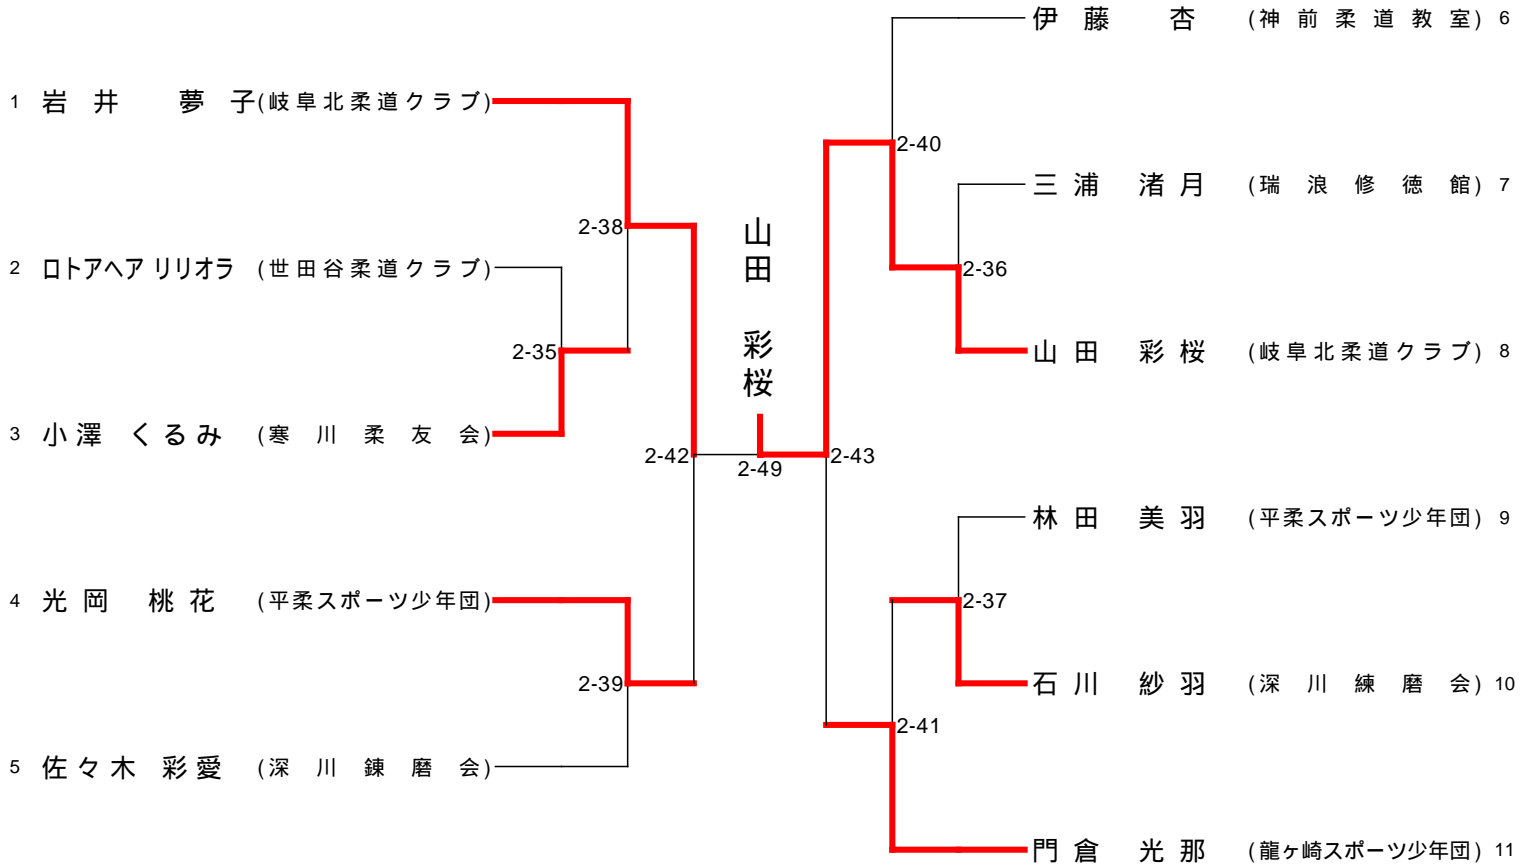 1 岩井 夢子 (岐阜北柔道クラブ)
2 ロトアヘア リリオラ (世田谷柔道クラブ)
3 小澤 くるみ (寒川柔友会)
4 光岡 桃花 (平柔スポーツ少年団)
5 佐々木 彩愛 (深川錬磨会)
2-38
2-35
2-42
2-39
山田 彩桜
2-49
2-40
2-36
2-43
2-37
2-41
伊藤 杏 (神前柔道教室) 6
三浦 渚月 (瑞浪修徳館) 7
山田 彩桜 (岐阜北柔道クラブ) 8
林田 美羽 (平柔スポーツ少年団) 9
石川 紗羽 (深川練磨会) 10
門倉 光那 (龍ヶ崎スポーツ少年団) 11